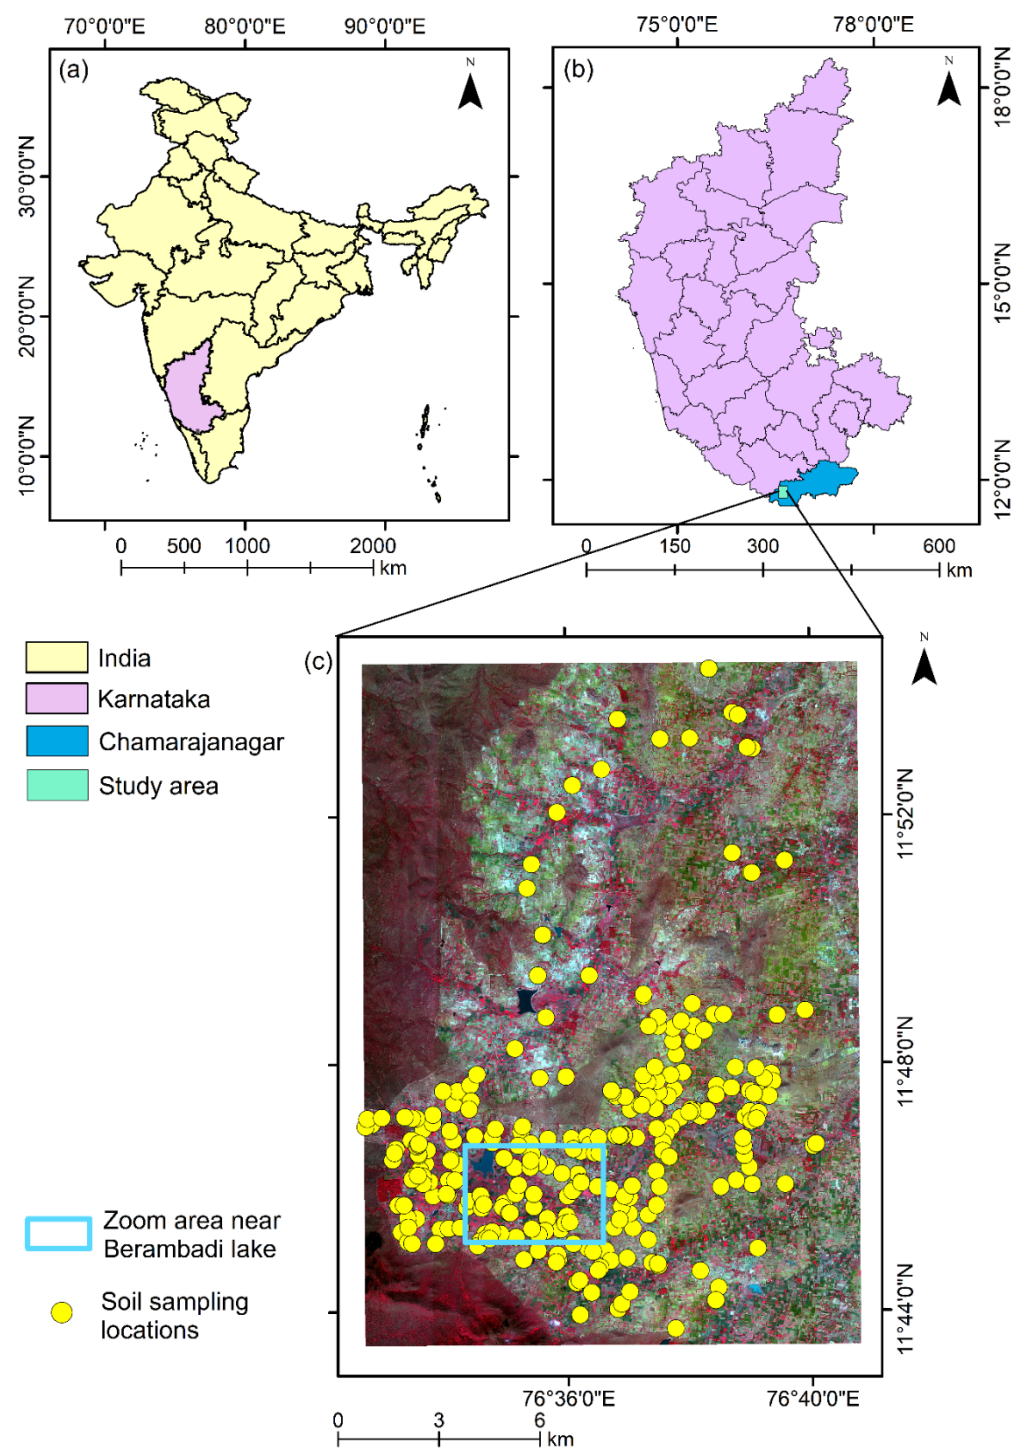 70°0'0"E 80°0'0"E 90°0'0"E
75°0'0"E 78°0'0"E
(a)
N
(b)
N
30°0'0"N
20°0'0"N
10°0'0"N
18°0'0"N
15°0'0"N
12°0'0"N
0 500 1000 2000
km
0 150 300 600
km
India
Karnataka
Chamarajanagar
Study area
(c)
N
11°52'0"N
11°48'0"N
11°44'0"N
Zoom area near
Berambadi lake
Soil sampling
locations
76°36'0"E 76°40'0"E
0 3 6
km